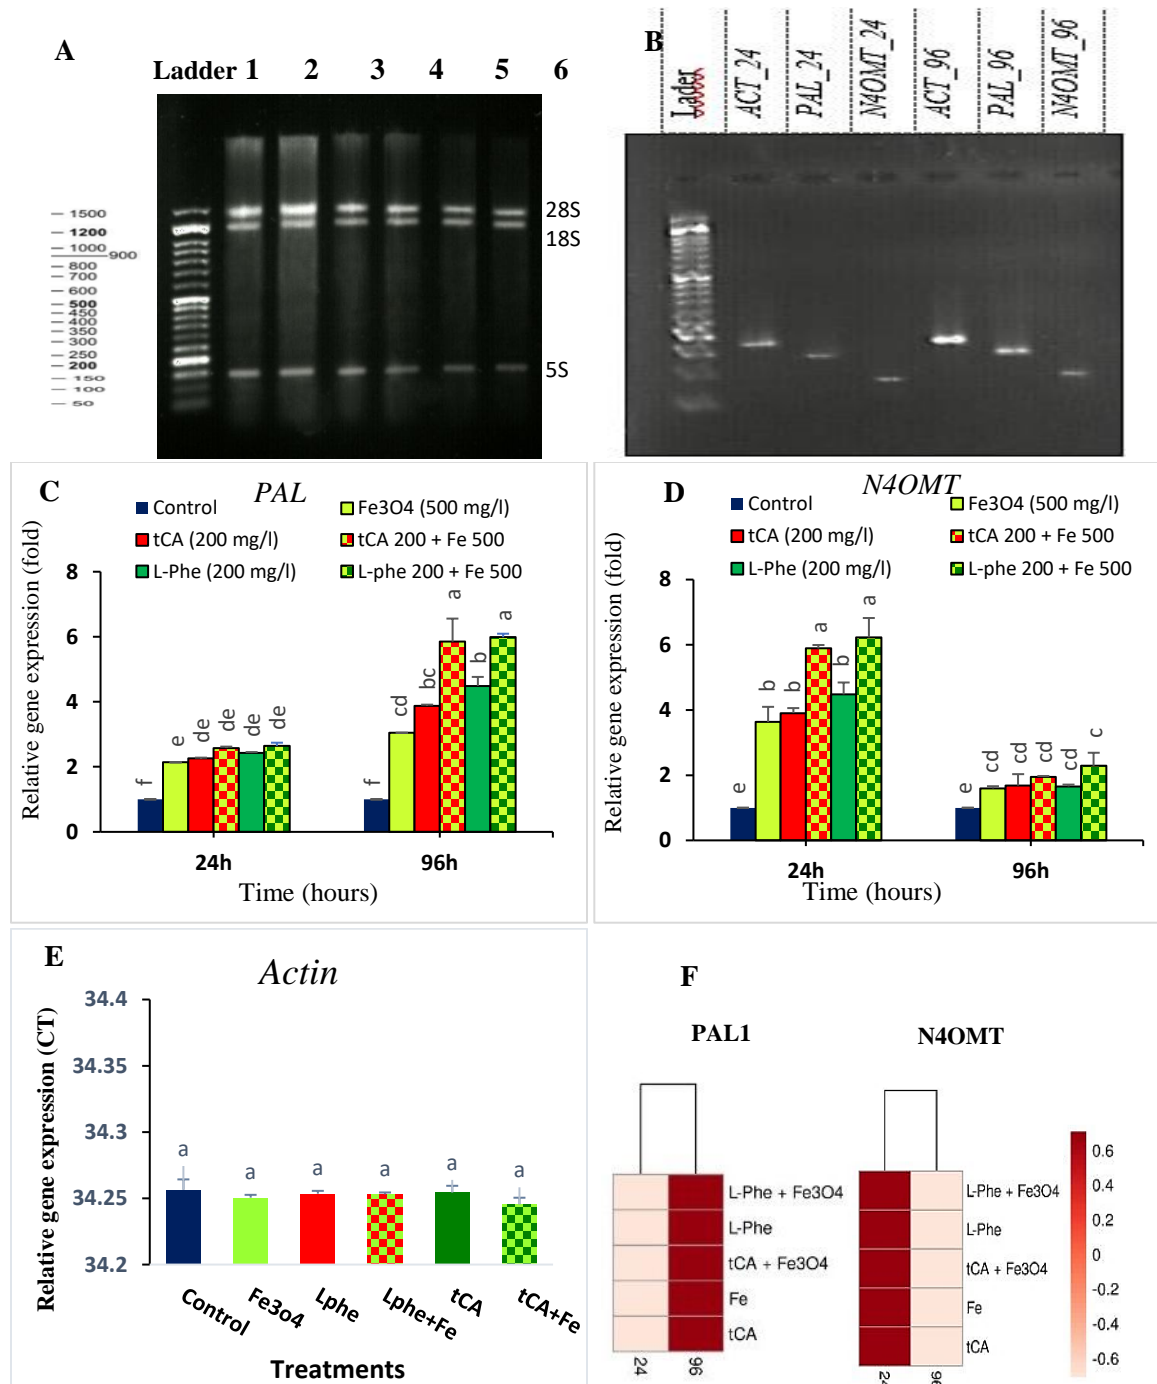 A
Ladder 1 2 3 4 5 6
1500
1200
1000
900
800
700
600
500
450
400
350
300
250
200
150
100
50
28S
18S
5S
B
Lader
ACT_24
PAL_24
N4OMT_24
ACT_96
PAL_96
N4OMT_96
C
PAL
Control
Fe3O4 (500 mg/l)
tCA (200 mg/l)
tCA 200 + Fe 500
L-Phe (200 mg/l)
L-phe 200 + Fe 500
Relative gene expression (fold)
8
6
4
2
0
f e de de de de
f cd bc a b a
24h 96h
Time (hours)
D
N4OMT
Control
Fe3O4 (500 mg/l)
tCA (200 mg/l)
tCA 200 + Fe 500
L-Phe (200 mg/l)
L-phe 200 + Fe 500
Relative gene expression (fold)
8
6
4
2
0
e b b a b a
e cd cd cd cd c
24h 96h
Time (hours)
E
Actin
Relative gene expression (CT)
34.4
34.35
34.3
34.25
34.2
a a a a a a
Control
Fe3o4
Lphe
Lphe+Fe
tCA
tCA+Fe
Treatments
F
PAL1
L-Phe + Fe3O4
L-Phe
tCA + Fe3O4
Fe
tCA
24 96
N4OMT
L-Phe + Fe3O4
L-Phe
tCA + Fe3O4
Fe
tCA
24 96
0.6
0.4
0.2
0
-0.2
-0.4
-0.6